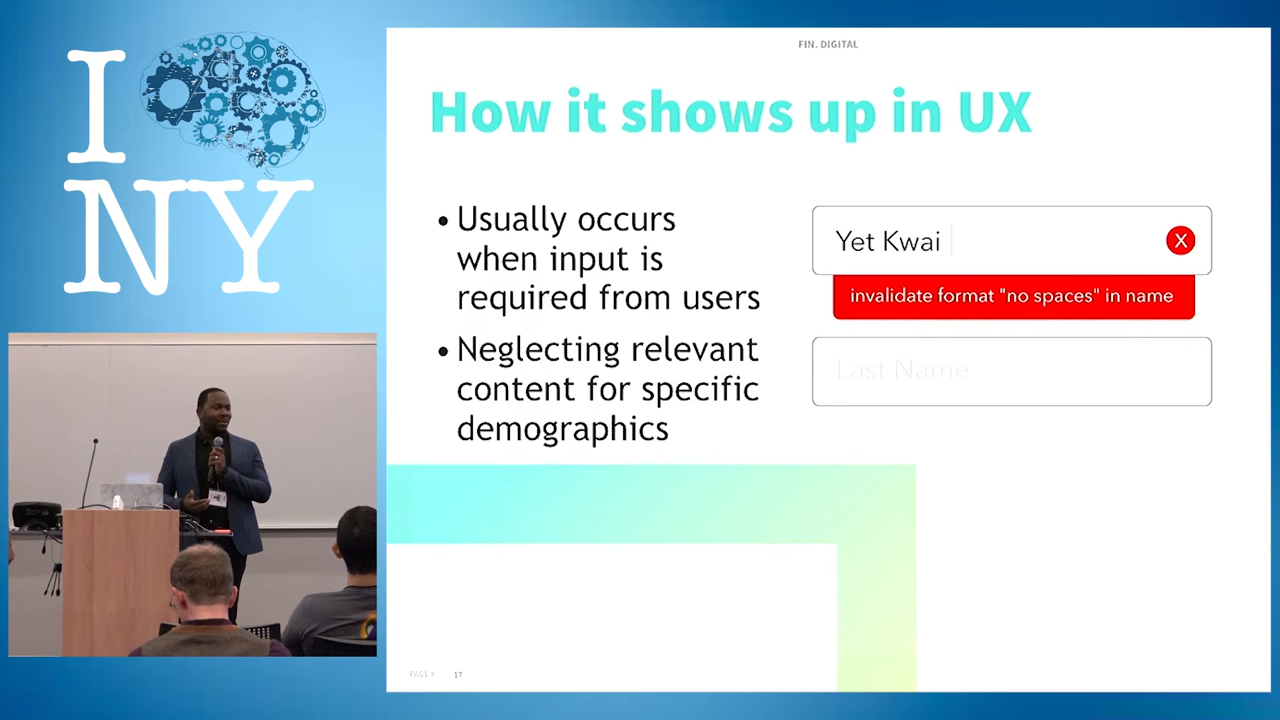 I
NY
FIN. DIGITAL
How it shows up in UX
• Usually occurs
when input is
required from users
• Neglecting relevant
content for specific
demographics
Yet Kwai
X
invalidate format "no spaces" in name
Last Name
17